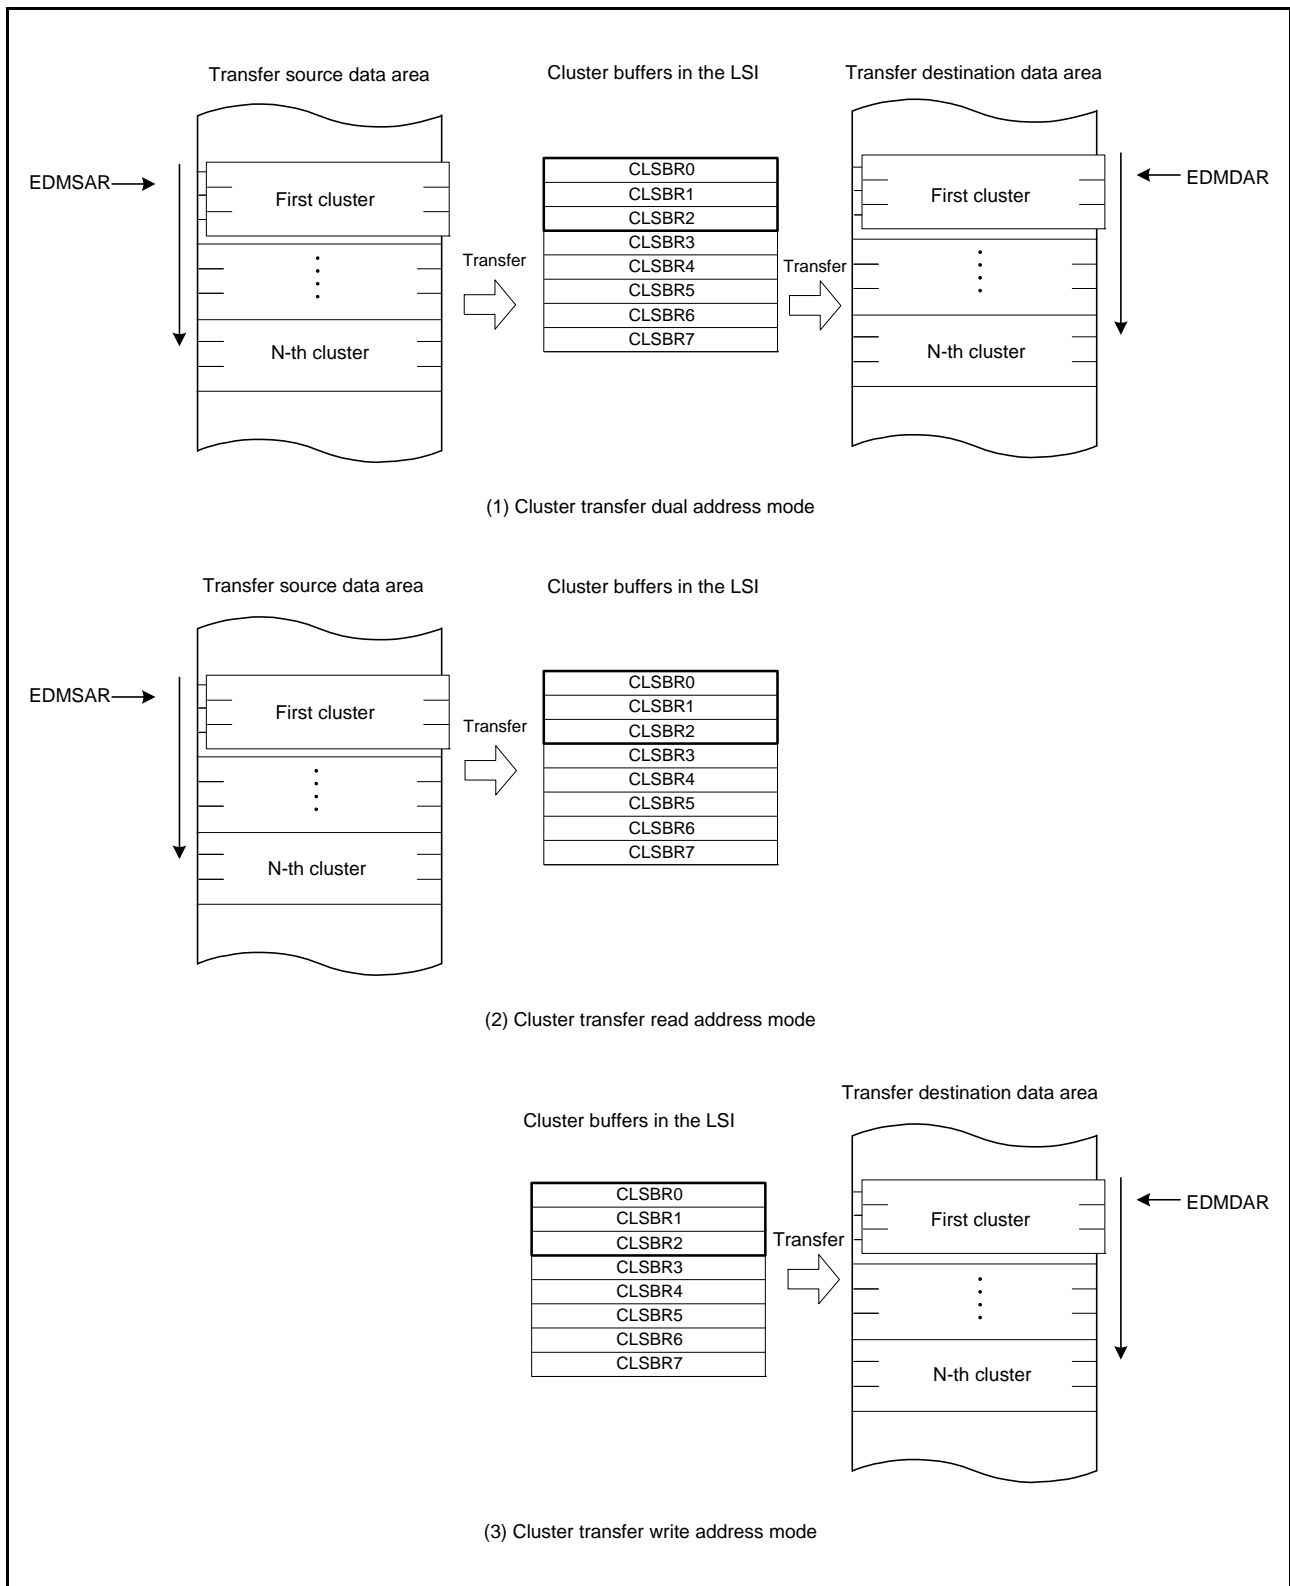 Transfer source data area
Cluster buffers in the LSI
Transfer destination data area
EDMSAR
First cluster
N-th cluster
Transfer
CLSBR0
CLSBR1
CLSBR2
CLSBR3
CLSBR4
CLSBR5
CLSBR6
CLSBR7
Transfer
First cluster
N-th cluster
EDMDAR
(1) Cluster transfer dual address mode
Transfer source data area
Cluster buffers in the LSI
EDMSAR
First cluster
N-th cluster
Transfer
CLSBR0
CLSBR1
CLSBR2
CLSBR3
CLSBR4
CLSBR5
CLSBR6
CLSBR7
(2) Cluster transfer read address mode
Cluster buffers in the LSI
Transfer destination data area
CLSBR0
CLSBR1
CLSBR2
CLSBR3
CLSBR4
CLSBR5
CLSBR6
CLSBR7
Transfer
First cluster
N-th cluster
EDMDAR
(3) Cluster transfer write address mode